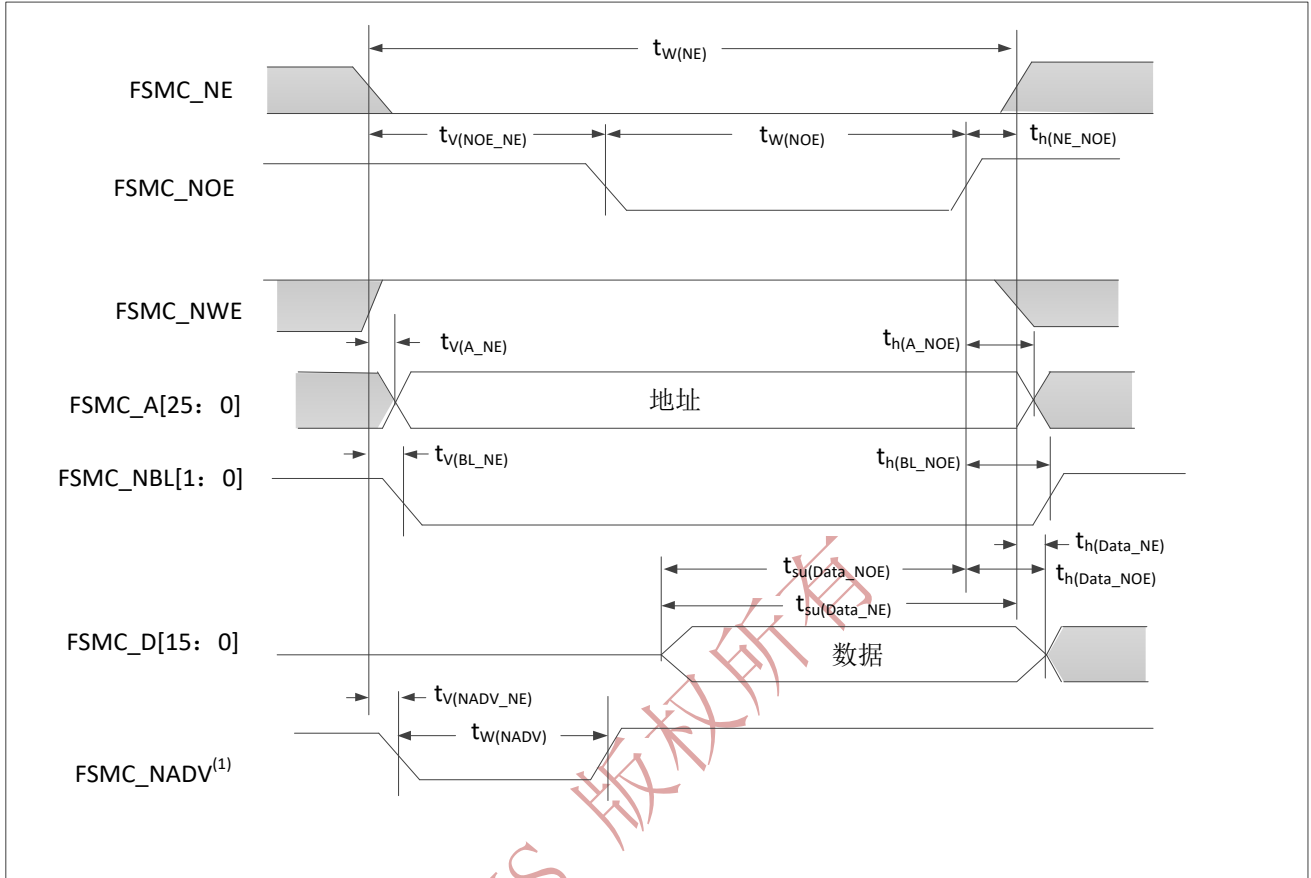 tW(NE)
FSMC_NE
tV(NOE_NE)
tW(NOE)
th(NE_NOE)
FSMC_NOE
FSMC_NWE
tV(A_NE)
th(A_NOE)
FSMC_A[25：0]
地址
tV(BL_NE)
th(BL_NOE)
FSMC_NBL[1：0]
th(Data_NE)
tsu(Data_NOE)
th(Data_NOE)
tsu(Data_NE)
FSMC_D[15：0]
数据
tV(NADV_NE)
tW(NADV)
FSMC_NADV(1)
版权所有